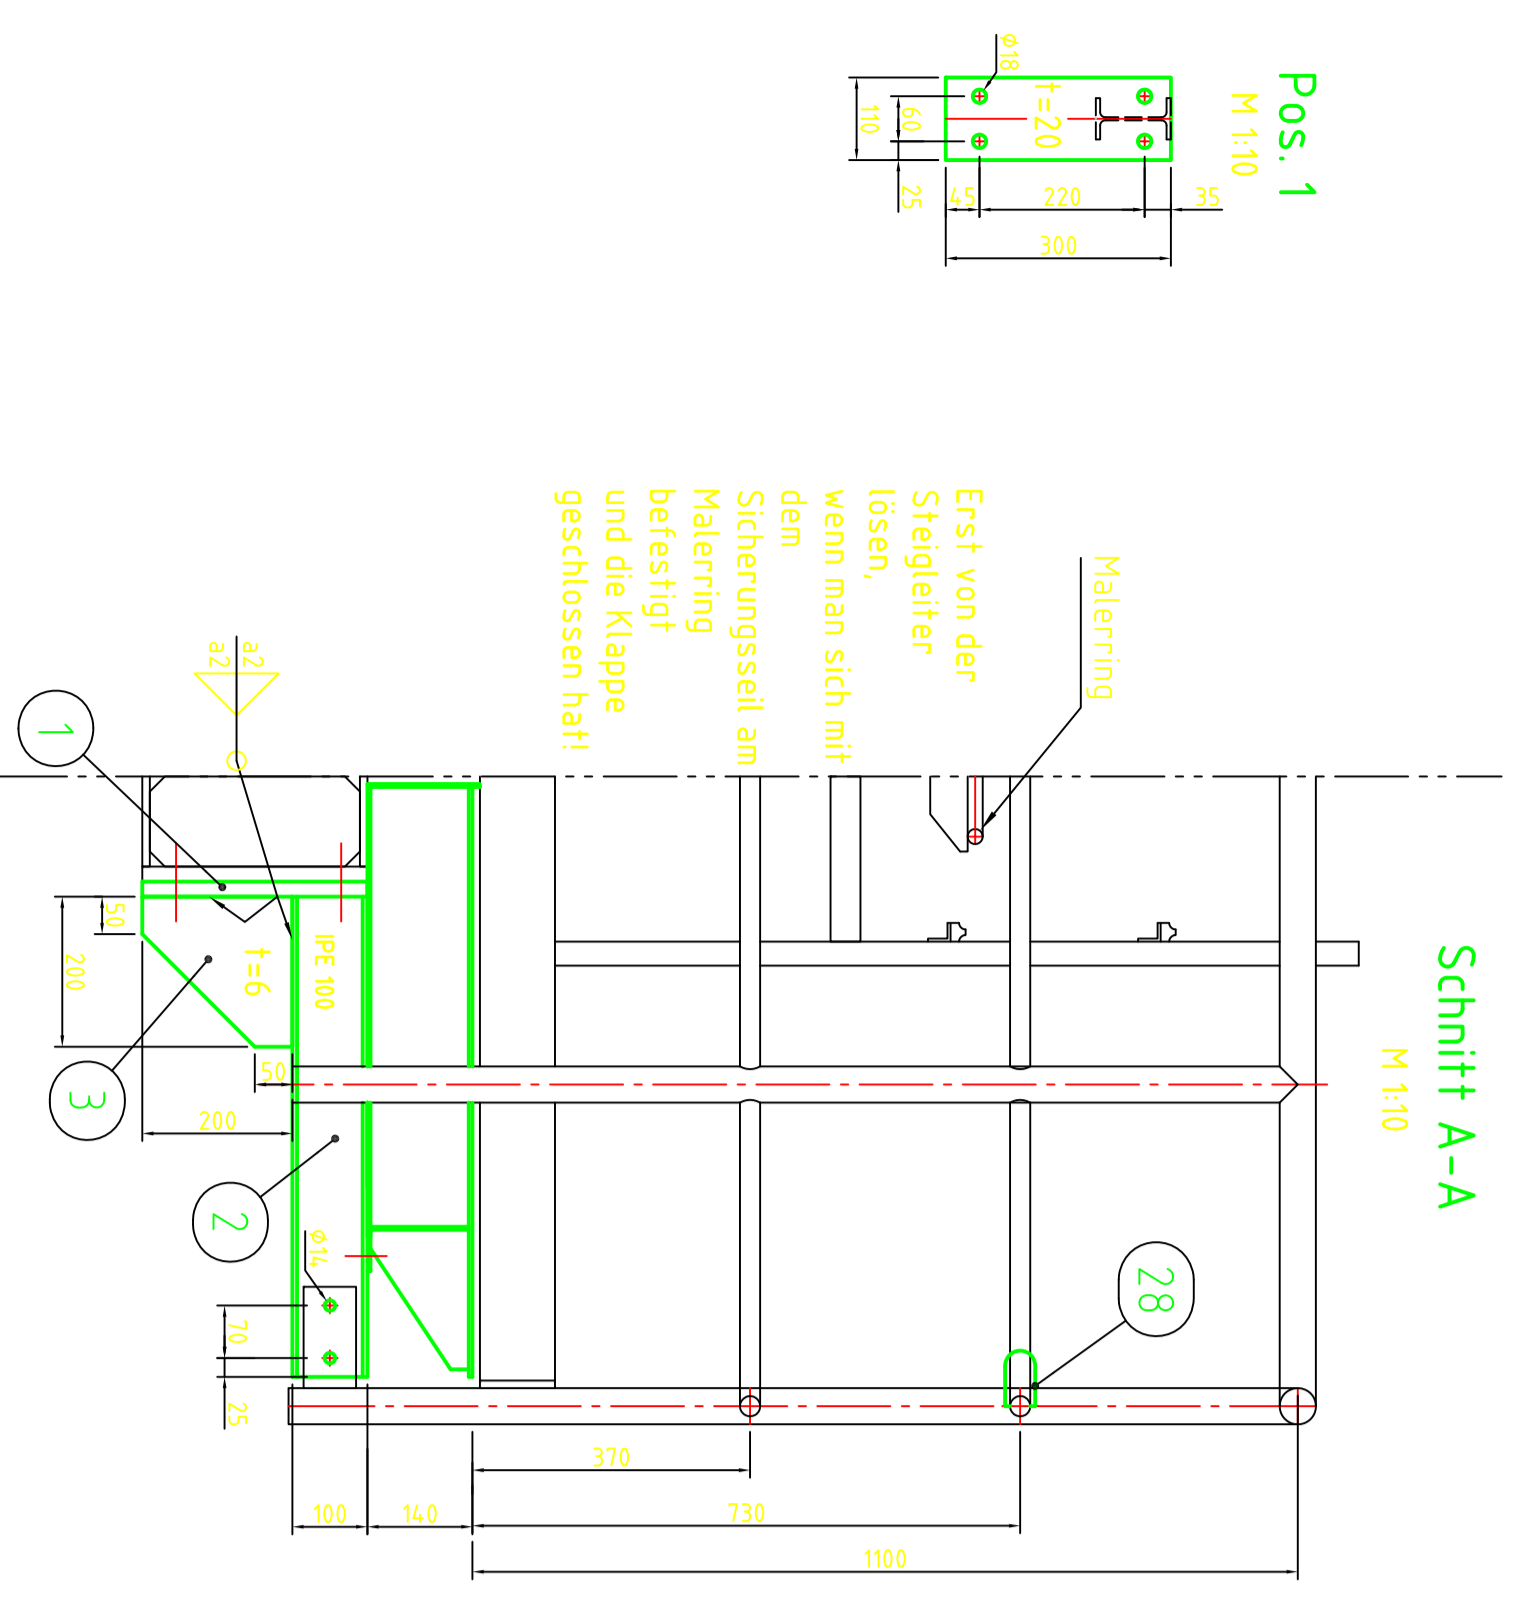 Pos. 1
M 1:10
ø18
t=20
110
60
25
45
220
35
300
Schnitt A-A
M 1:10
Malerring
Erst von der
Steigleiter
lösen,
wenn man sich mit
dem
Sicherungsseil am
Malerring
befestigt
und die Klappe
geschlossen hat!
a2
a2
1
IPE 100
t=6
50
200
3
50
200
2
ø14
70
25
28
370
100
140
730
1100